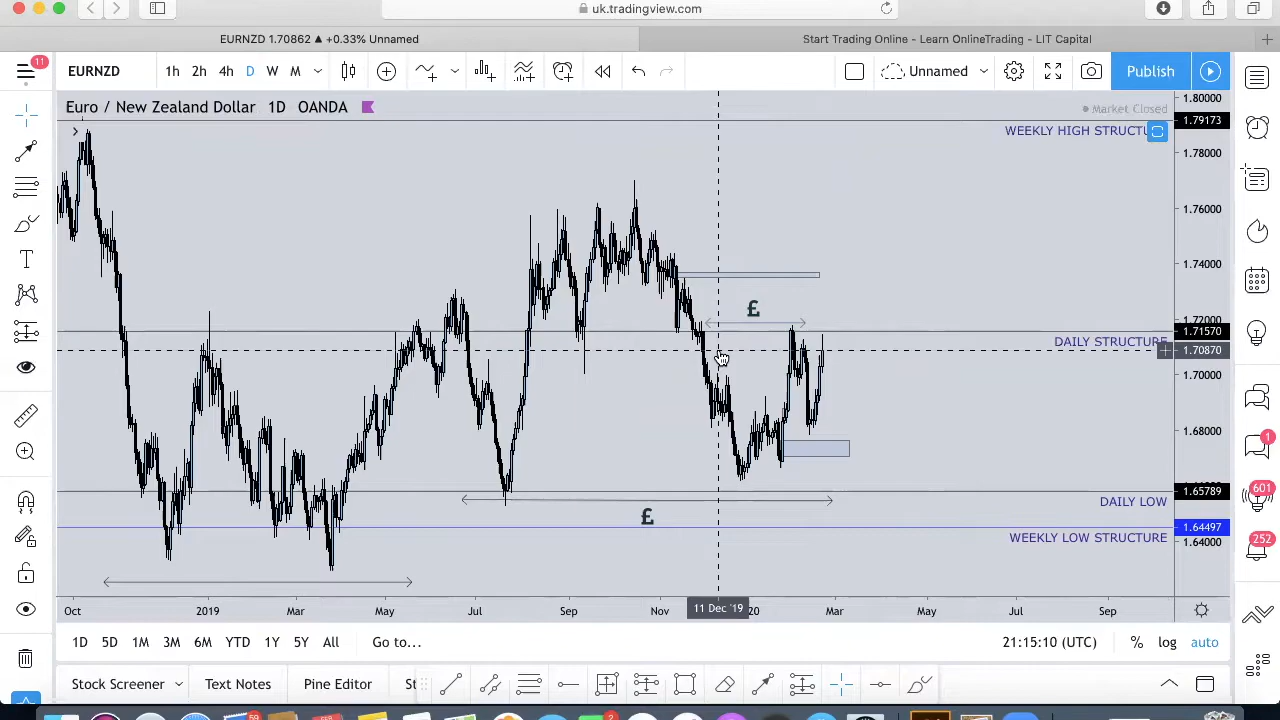 uk.tradingview.com
EURNZD 1.70862 ▲ +0.33% Unnamed
Start Trading Online - Learn OnlineTrading - LIT Capital
11
EURNZD 1h 2h 4h D W M Unnamed Publish
Euro / New Zealand Dollar 1D OANDA
Market Closed
1.80000
1.79173
WEEKLY HIGH STRUCTU
1.78000
1.76000
1.74000
£
1.72000
1.71570
DAILY STRUCTURE
1.70870
1.70000
1.68000
1.65789
DAILY LOW
£
1.64497
WEEKLY LOW STRUCTURE
1.64000
1
601
252
Oct 2019 Mar May Jul Sep Nov 11 Dec '19 20 Mar May Jul Sep
1D 5D 1M 3M 6M YTD 1Y 5Y All Go to... 21:15:10 (UTC) % log auto
Stock Screener Text Notes Pine Editor St
59
2